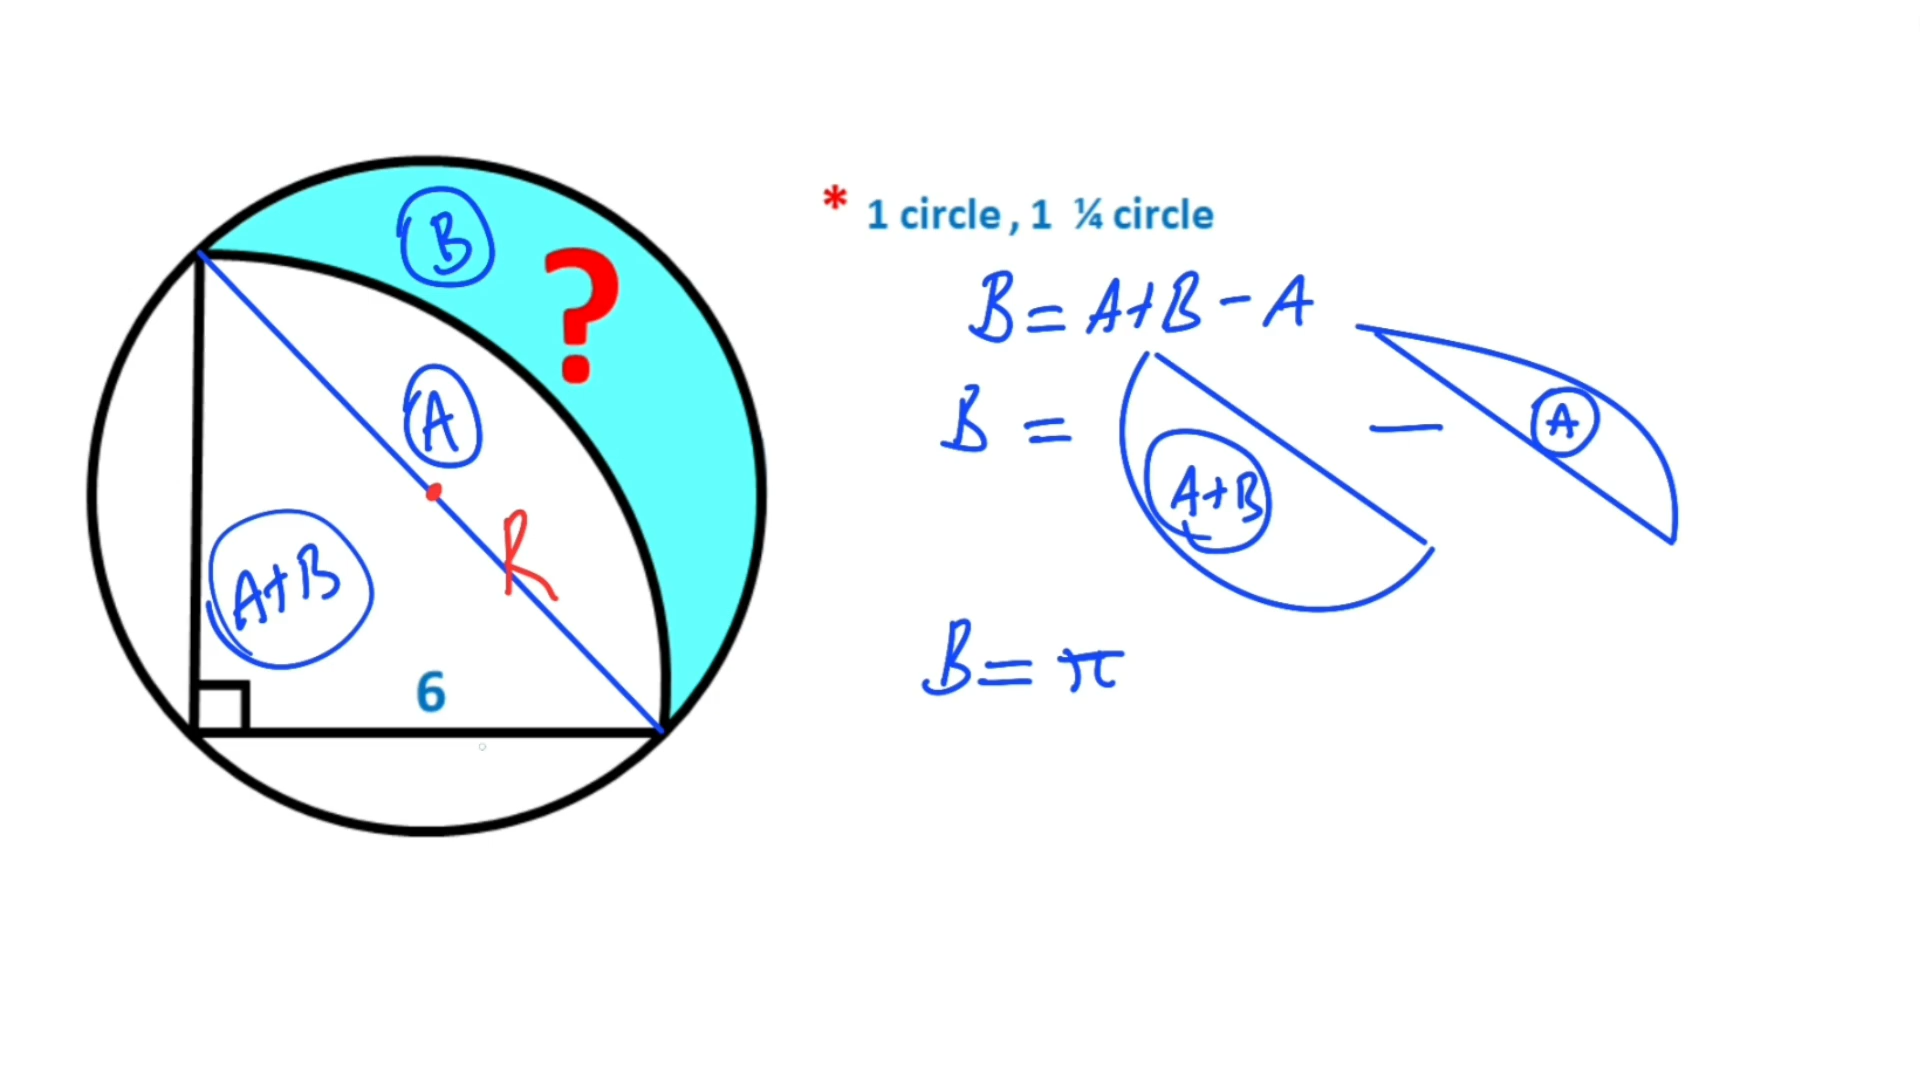 * 1 circle , 1 ¼ circle
B = A+B - A
B
?
A
B = A+B - A
R
A+B
6
B = π